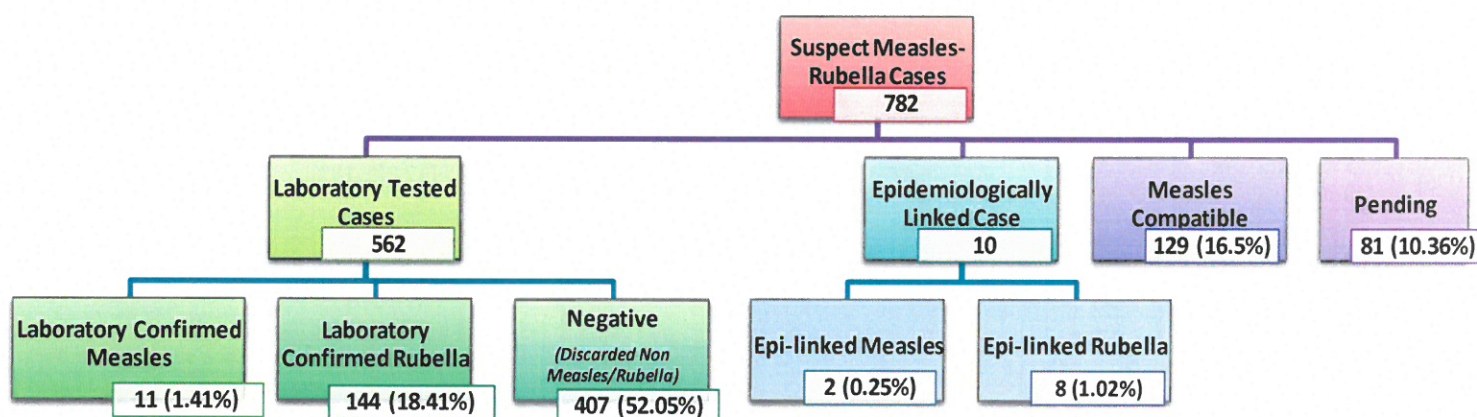 Suspect Measles-
Rubella Cases
782
Laboratory Tested
Cases
562
Epidemiologically
Linked Case
10
Measles
Compatible
129 (16.5%)
Pending
81 (10.36%)
Laboratory Confirmed
Measles
11 (1.41%)
Laboratory
Confirmed Rubella
144 (18.41%)
Negative
(Discarded Non
Measles/Rubella)
407 (52.05%)
Epi-linked Measles
2 (0.25%)
Epi-linked Rubella
8 (1.02%)